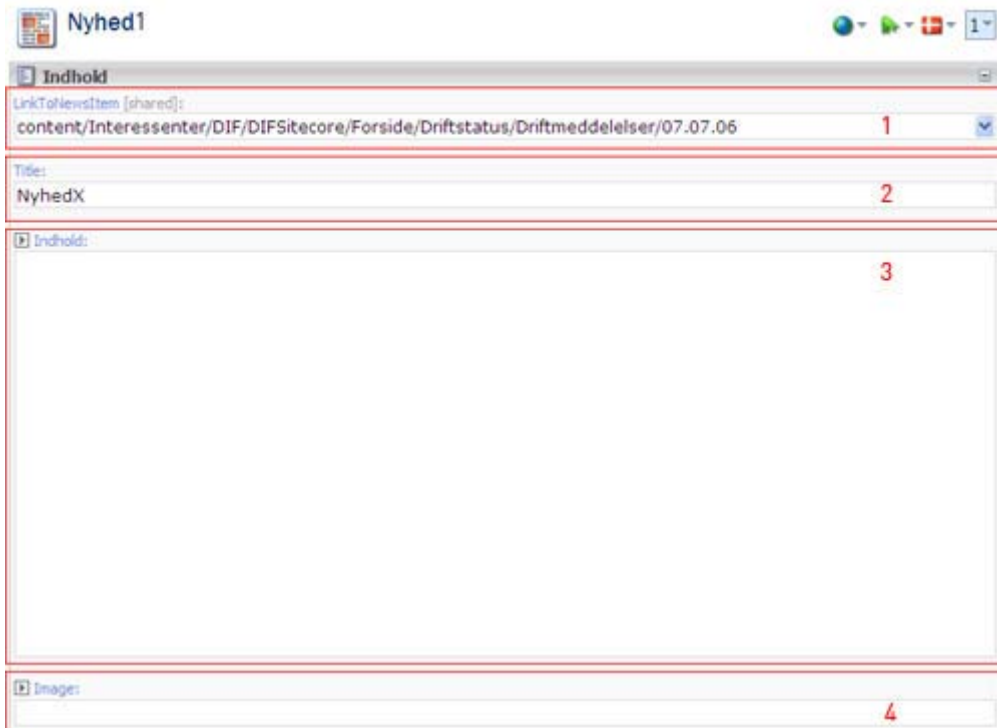 Nyhed1
1
Indhold
LinkToNewsItem [shared]:
content/Interessenter/DIF/DIFSitecore/Forside/Driftstatus/Driftmeddelelser/07.07.06
1
Title:
NyhedX
2
Indhold:
3
Image:
4